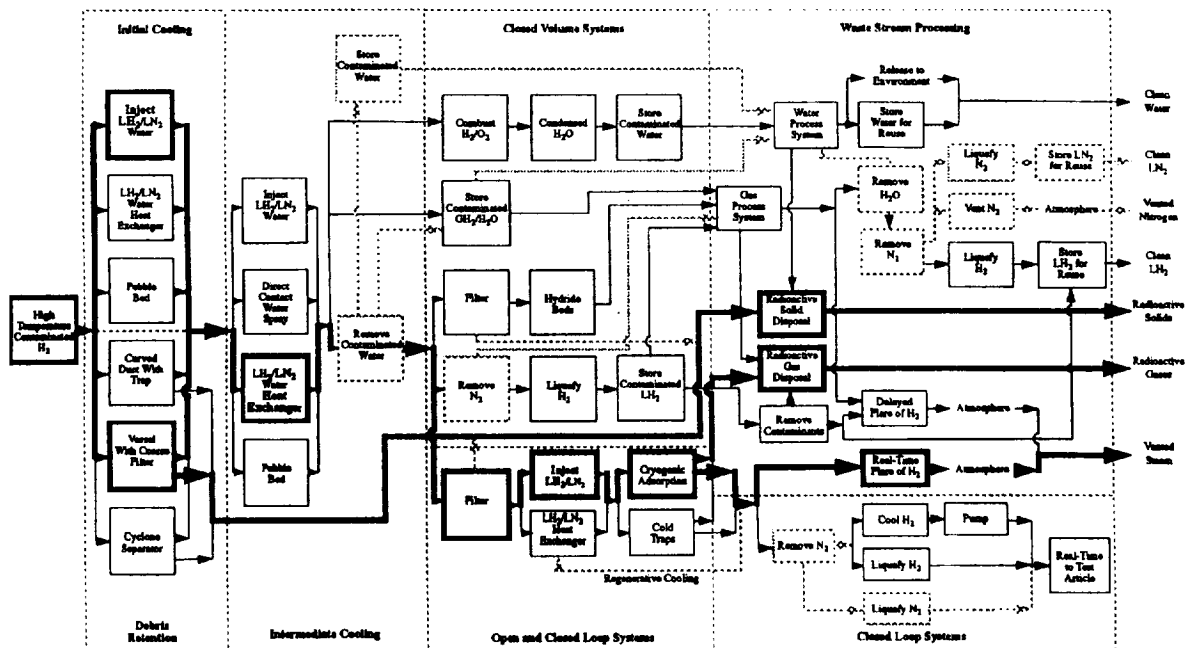 Initial Cooling
Closed Volume Systems
Waste Stream Processing
Store
Contaminated
Water
Release to
Environment
Inject
LH2/LN2
Water
Combust
H2/O2
Condensed
H2O
Store
Contaminated
Water
Water
Process
System
Store
Water for
Reuse
Clean
Water
Liquefy
N2
Store LN2
for Reuse
Clean
LN2
LH2/LN2
Water
Heat
Exchanger
Inject
LH2/LN2
Water
Store
Contaminated
GH2/H2O
Gas
Process
System
Remove
H2O
Vent N2
Atmosphere
Vented
Nitrogen
Remove
N2
Liquefy
H2
Store
LH2 for
Reuse
Clean
LH2
Pebble
Bed
Direct
Contact
Water
Spray
Filter
Hydride
Beds
Radioactive
Solid
Disposal
Radioactive
Solids
High
Temperature
Contaminated
H2
Remove
Contaminated
Water
Curved
Duct With
Trap
LH2/LN2
Water
Heat
Exchanger
Remove
N2
Liquefy
H2
Store
Contaminated
LH2
Radioactive
Gas
Disposal
Radioactive
Gases
Remove
Contaminants
Delayed
Flare of H2
Atmosphere
Vessel
With Coarse
Filter
Pebble
Bed
Filter
Inject
LH2/LN2
Cryogenic
Adsorption
Real-Time
Flare of H2
Atmosphere
Vented
Steam
Cyclone
Separator
LH2/LN2
Heat
Exchanger
Cold
Traps
Remove N2
Cool H2
Pump
Liquefy H2
Real-Time
to Test
Article
Regenerative Cooling
Liquefy N2
Debris
Retention
Intermediate Cooling
Open and Closed Loop Systems
Closed Loop Systems